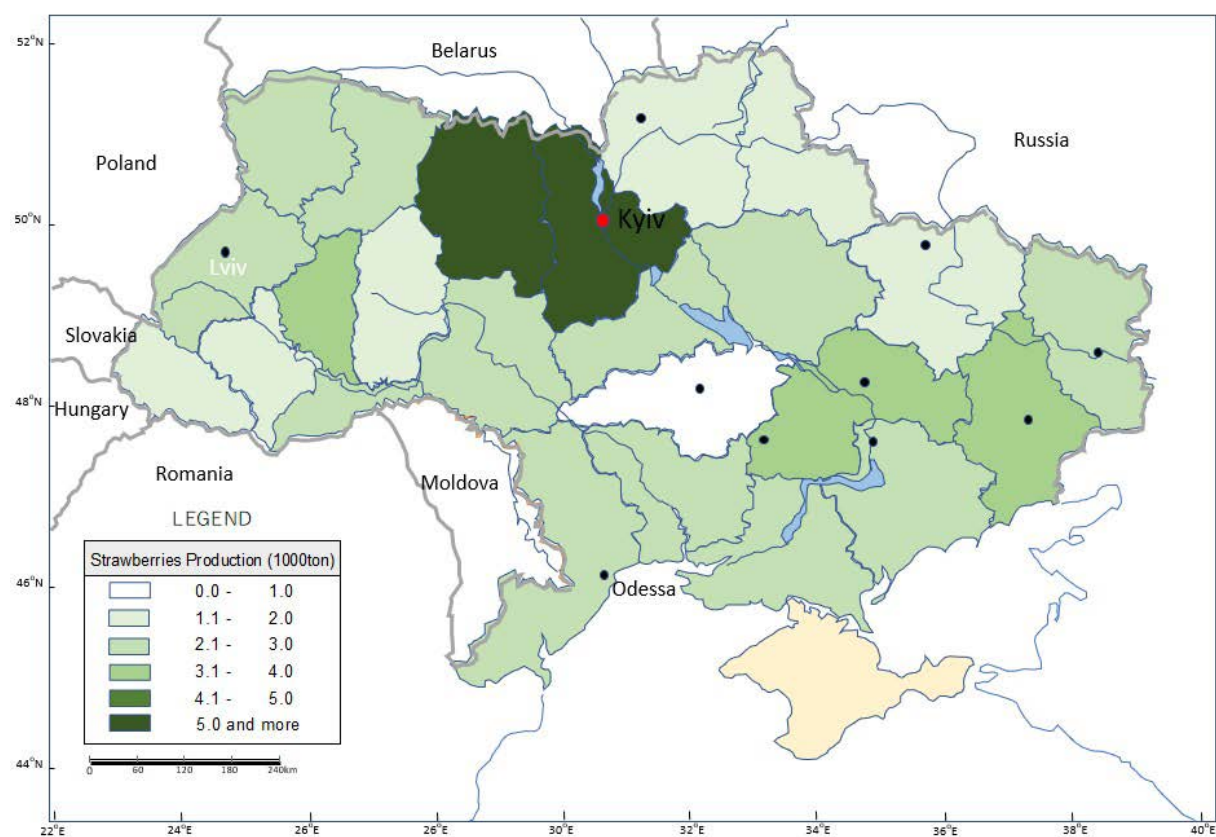 52°N
50°N
48°N
46°N
44°N
Belarus
Poland
Russia
Kyiv
Lviv
Slovakia
Hungary
Romania
Moldova
Odessa
LEGEND
Strawberries Production (1000ton)
0.0 - 1.0
1.1 - 2.0
2.1 - 3.0
3.1 - 4.0
4.1 - 5.0
5.0 and more
0 60 120 180 240km
22°E 24°E 26°E 28°E 30°E 32°E 34°E 36°E 38°E 40°E